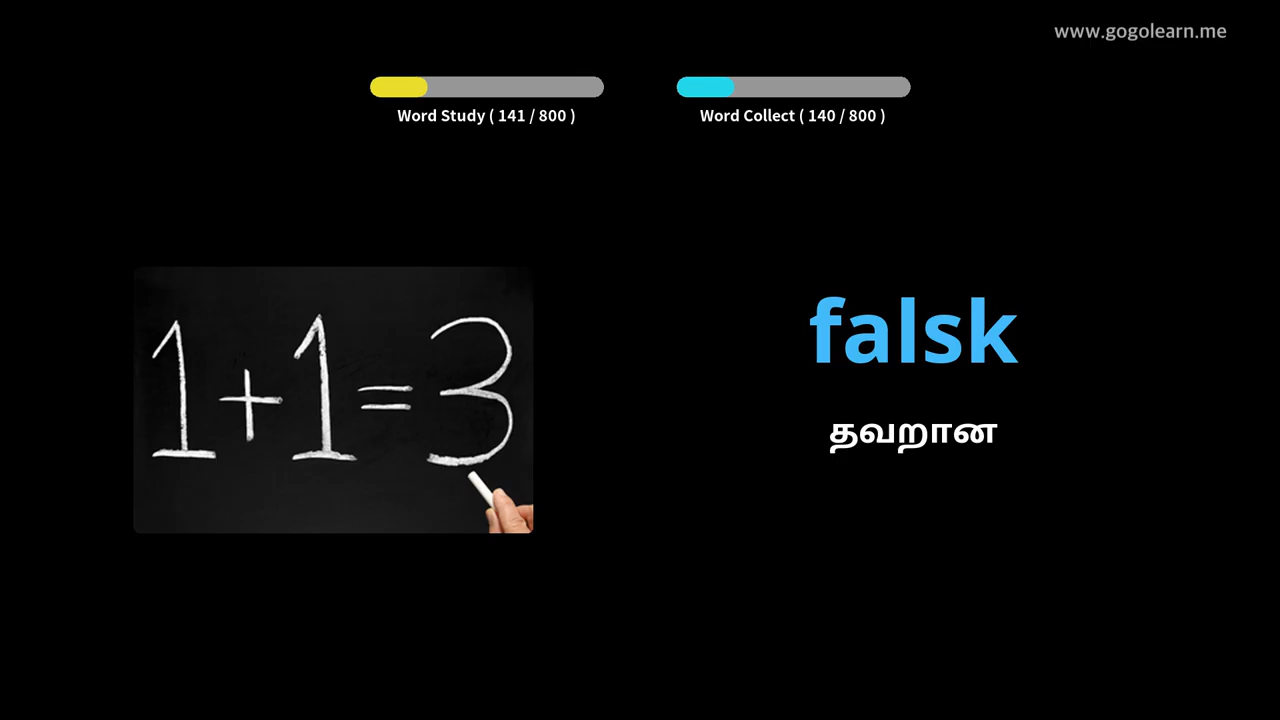 www.gogolearn.me
Word Study ( 141 / 800 )
Word Collect ( 140 / 800 )
1+1=3
falsk
தவறான